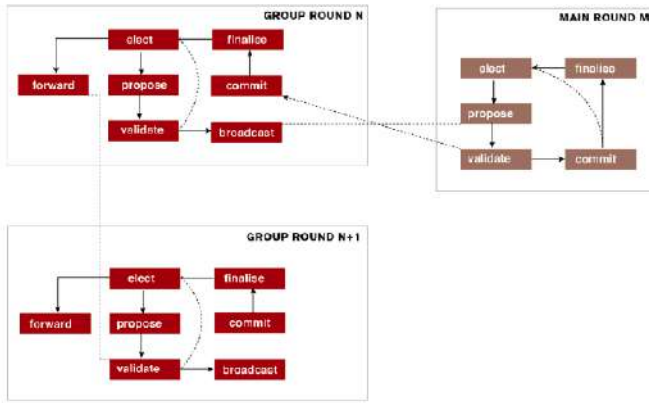 GROUP ROUND N
elect
finalise
forward
propose
commit
validate
broadcast
MAIN ROUND M
elect
finalise
propose
validate
commit
GROUP ROUND N+1
elect
finalise
forward
propose
commit
validate
broadcast